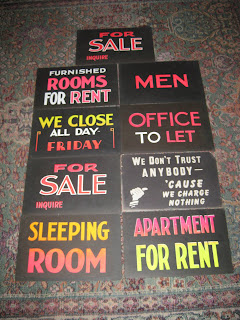 FOR
SALE
INQUIRE
FURNISHED
ROOMS
FOR RENT
MEN
WE CLOSE
ALL DAY
FRIDAY
OFFICE
TO LET
FOR
SALE
INQUIRE
WE DON'T TRUST
ANYBODY—
'CAUSE
WE CHARGE
NOTHING
SLEEPING
ROOM
APARTMENT
FOR RENT